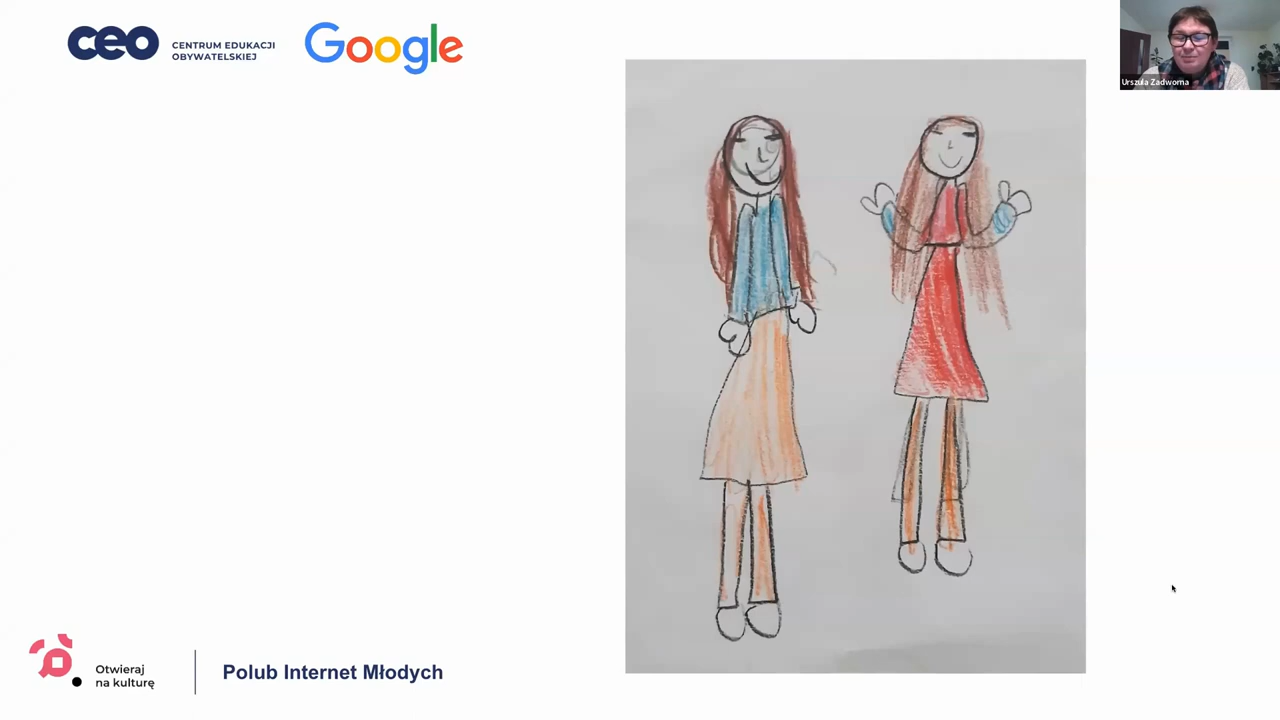 ceo
CENTRUM EDUKACJI
OBYWATELSKIEJ
Google
Urszula Zadworna
Otwieraj
na kulturę
Polub Internet Młodych